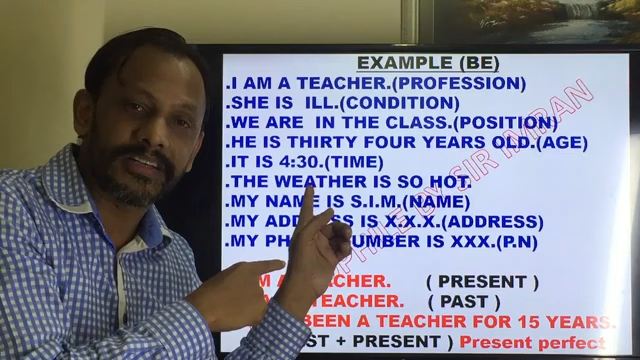 EXAMPLE (BE)
.I AM A TEACHER.(PROFESSION)
.SHE IS ILL.(CONDITION)
.WE ARE IN THE CLASS.(POSITION)
.HE IS THIRTY FOUR YEARS OLD.(AGE)
.IT IS 4:30.(TIME)
.THE WEATHER IS SO HOT.
.MY NAME IS S.I.M.(NAME)
.MY ADDRESS IS X.X.X.(ADDRESS)
.MY NUMBER IS XXX.(P.N)
( PRESENT )
TEACHER. ( PAST )
BEEN A TEACHER FOR 15 YEARS.
+ PRESENT ) Present perfect
BY SIR IMRAN